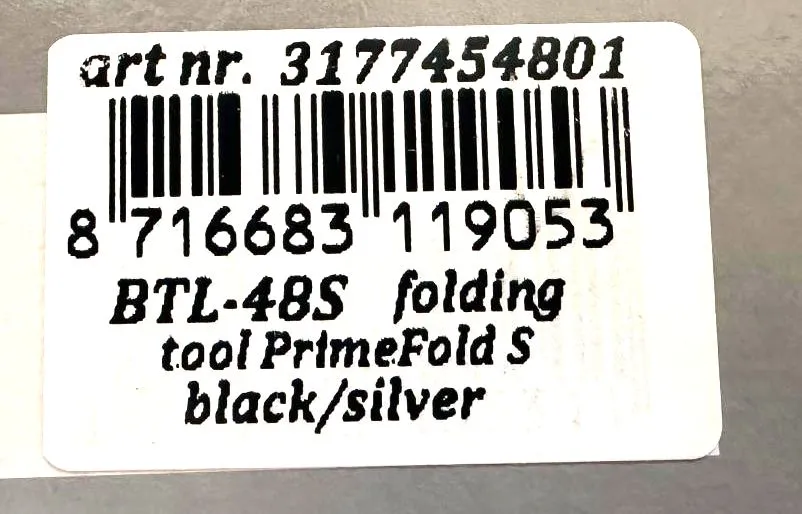 art nr. 3177454801
8 716683 119053
BTL-48S folding
tool PrimeFold S
black/silver